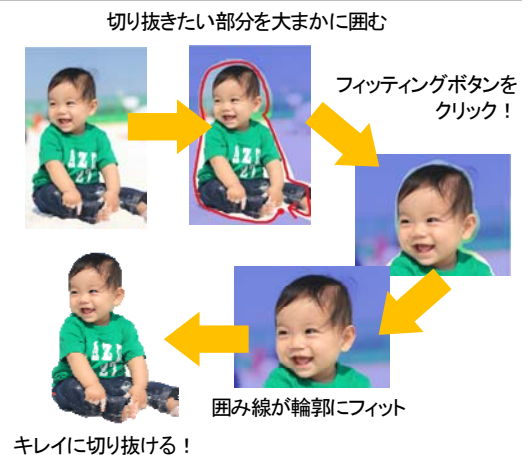 切り抜きたい部分を大まかに囲む
フィッティングボタンを
クリック！
囲み線が輪郭にフィット
キレイに切り抜ける！